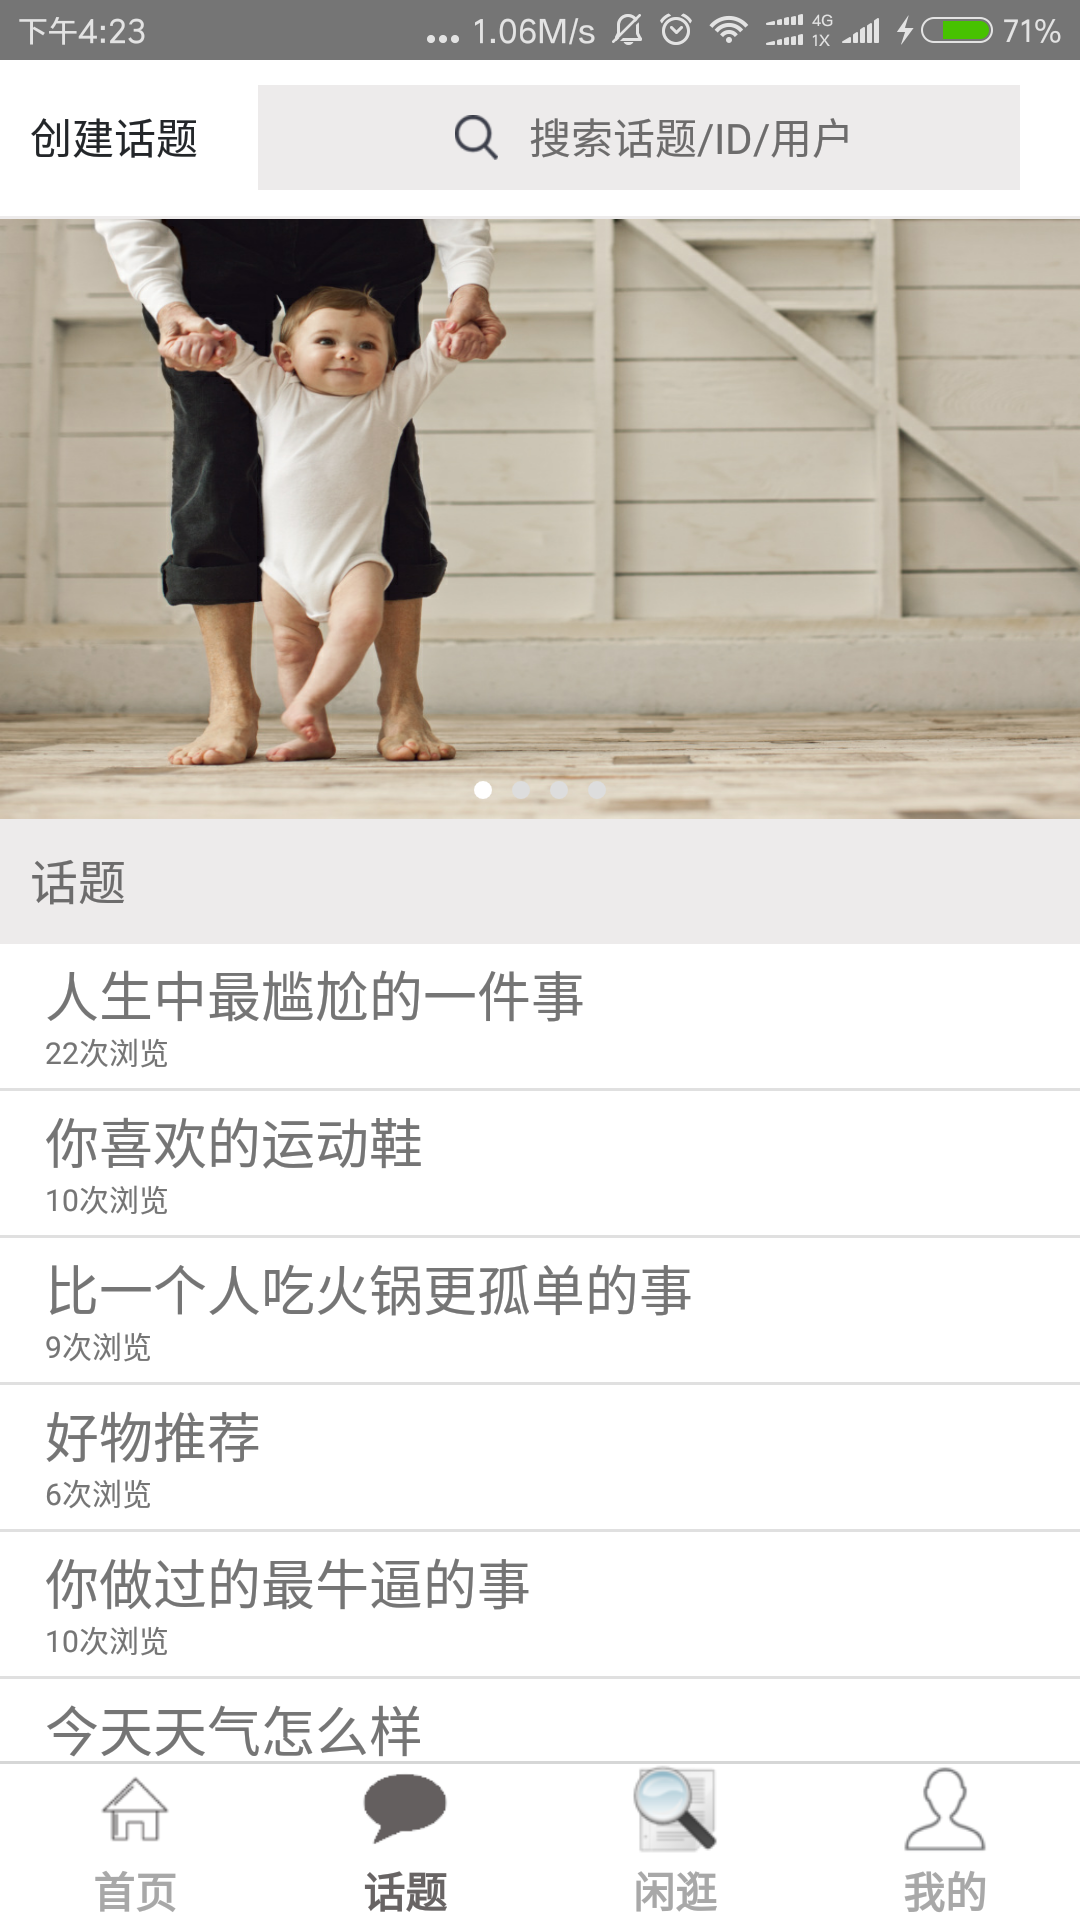 下午4:23 ... 1.06M/s 4G 1X 71%
创建话题 搜索话题/ID/用户
话题
人生中最尴尬的一件事
22次浏览
你喜欢的运动鞋
10次浏览
比一个人吃火锅更孤单的事
9次浏览
好物推荐
6次浏览
你做过的最牛逼的事
10次浏览
今天天气怎么样
首页 话题 闲逛 我的